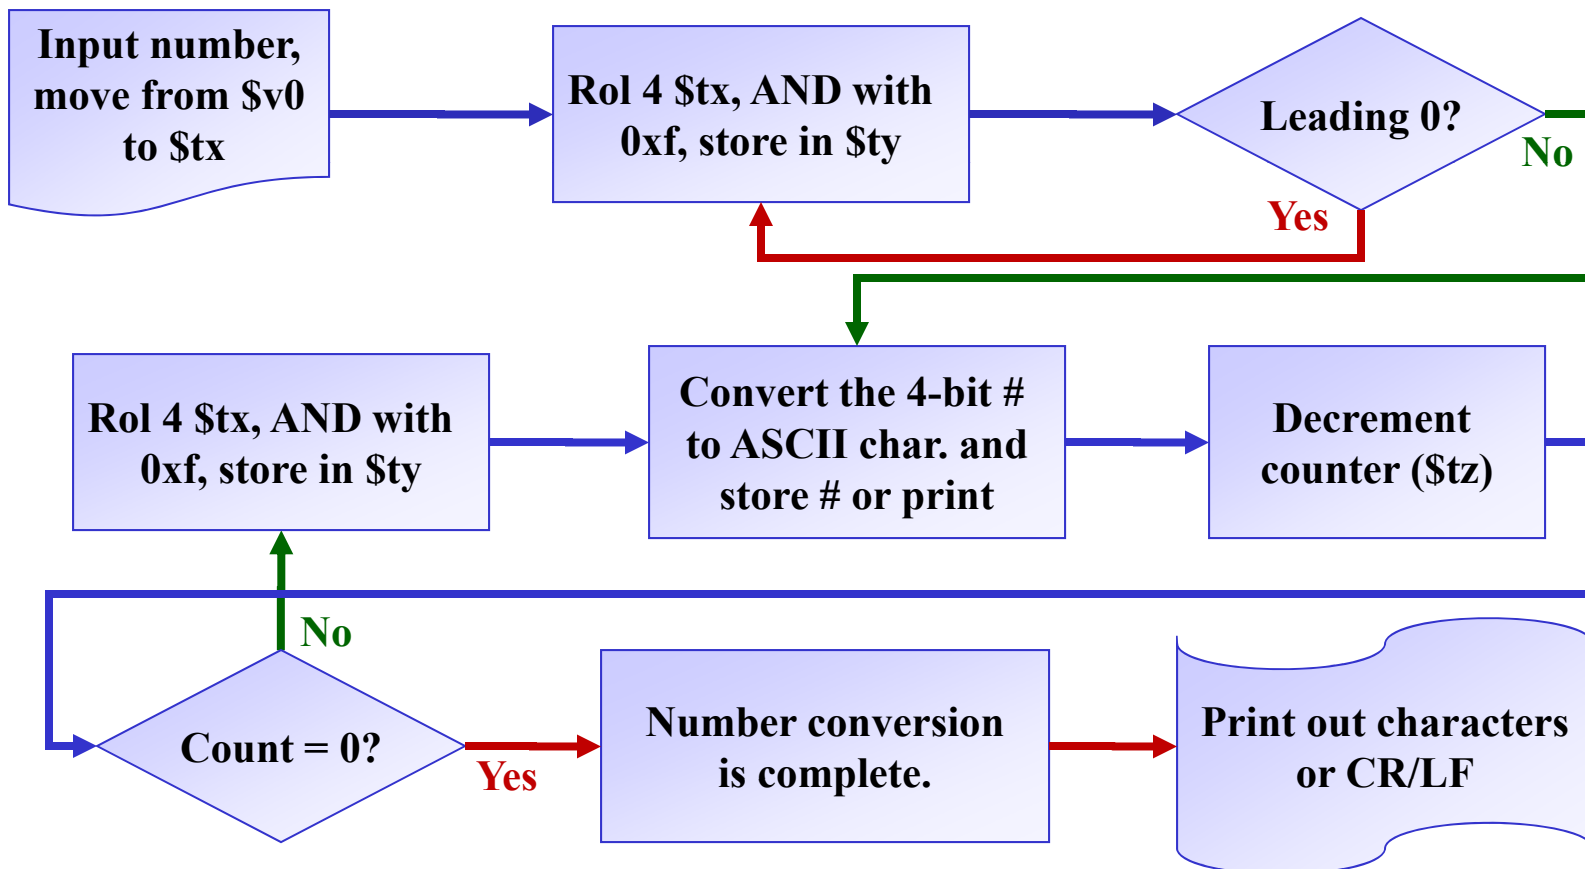 Input number,
move from $v0
to $tx
Rol 4 $tx, AND with
0xf, store in $ty
Leading 0?
No
Yes
Rol 4 $tx, AND with
0xf, store in $ty
Convert the 4-bit #
to ASCII char. and
store # or print
Decrement
counter ($tz)
No
Count = 0?
Yes
Number conversion
is complete.
Print out characters
or CR/LF